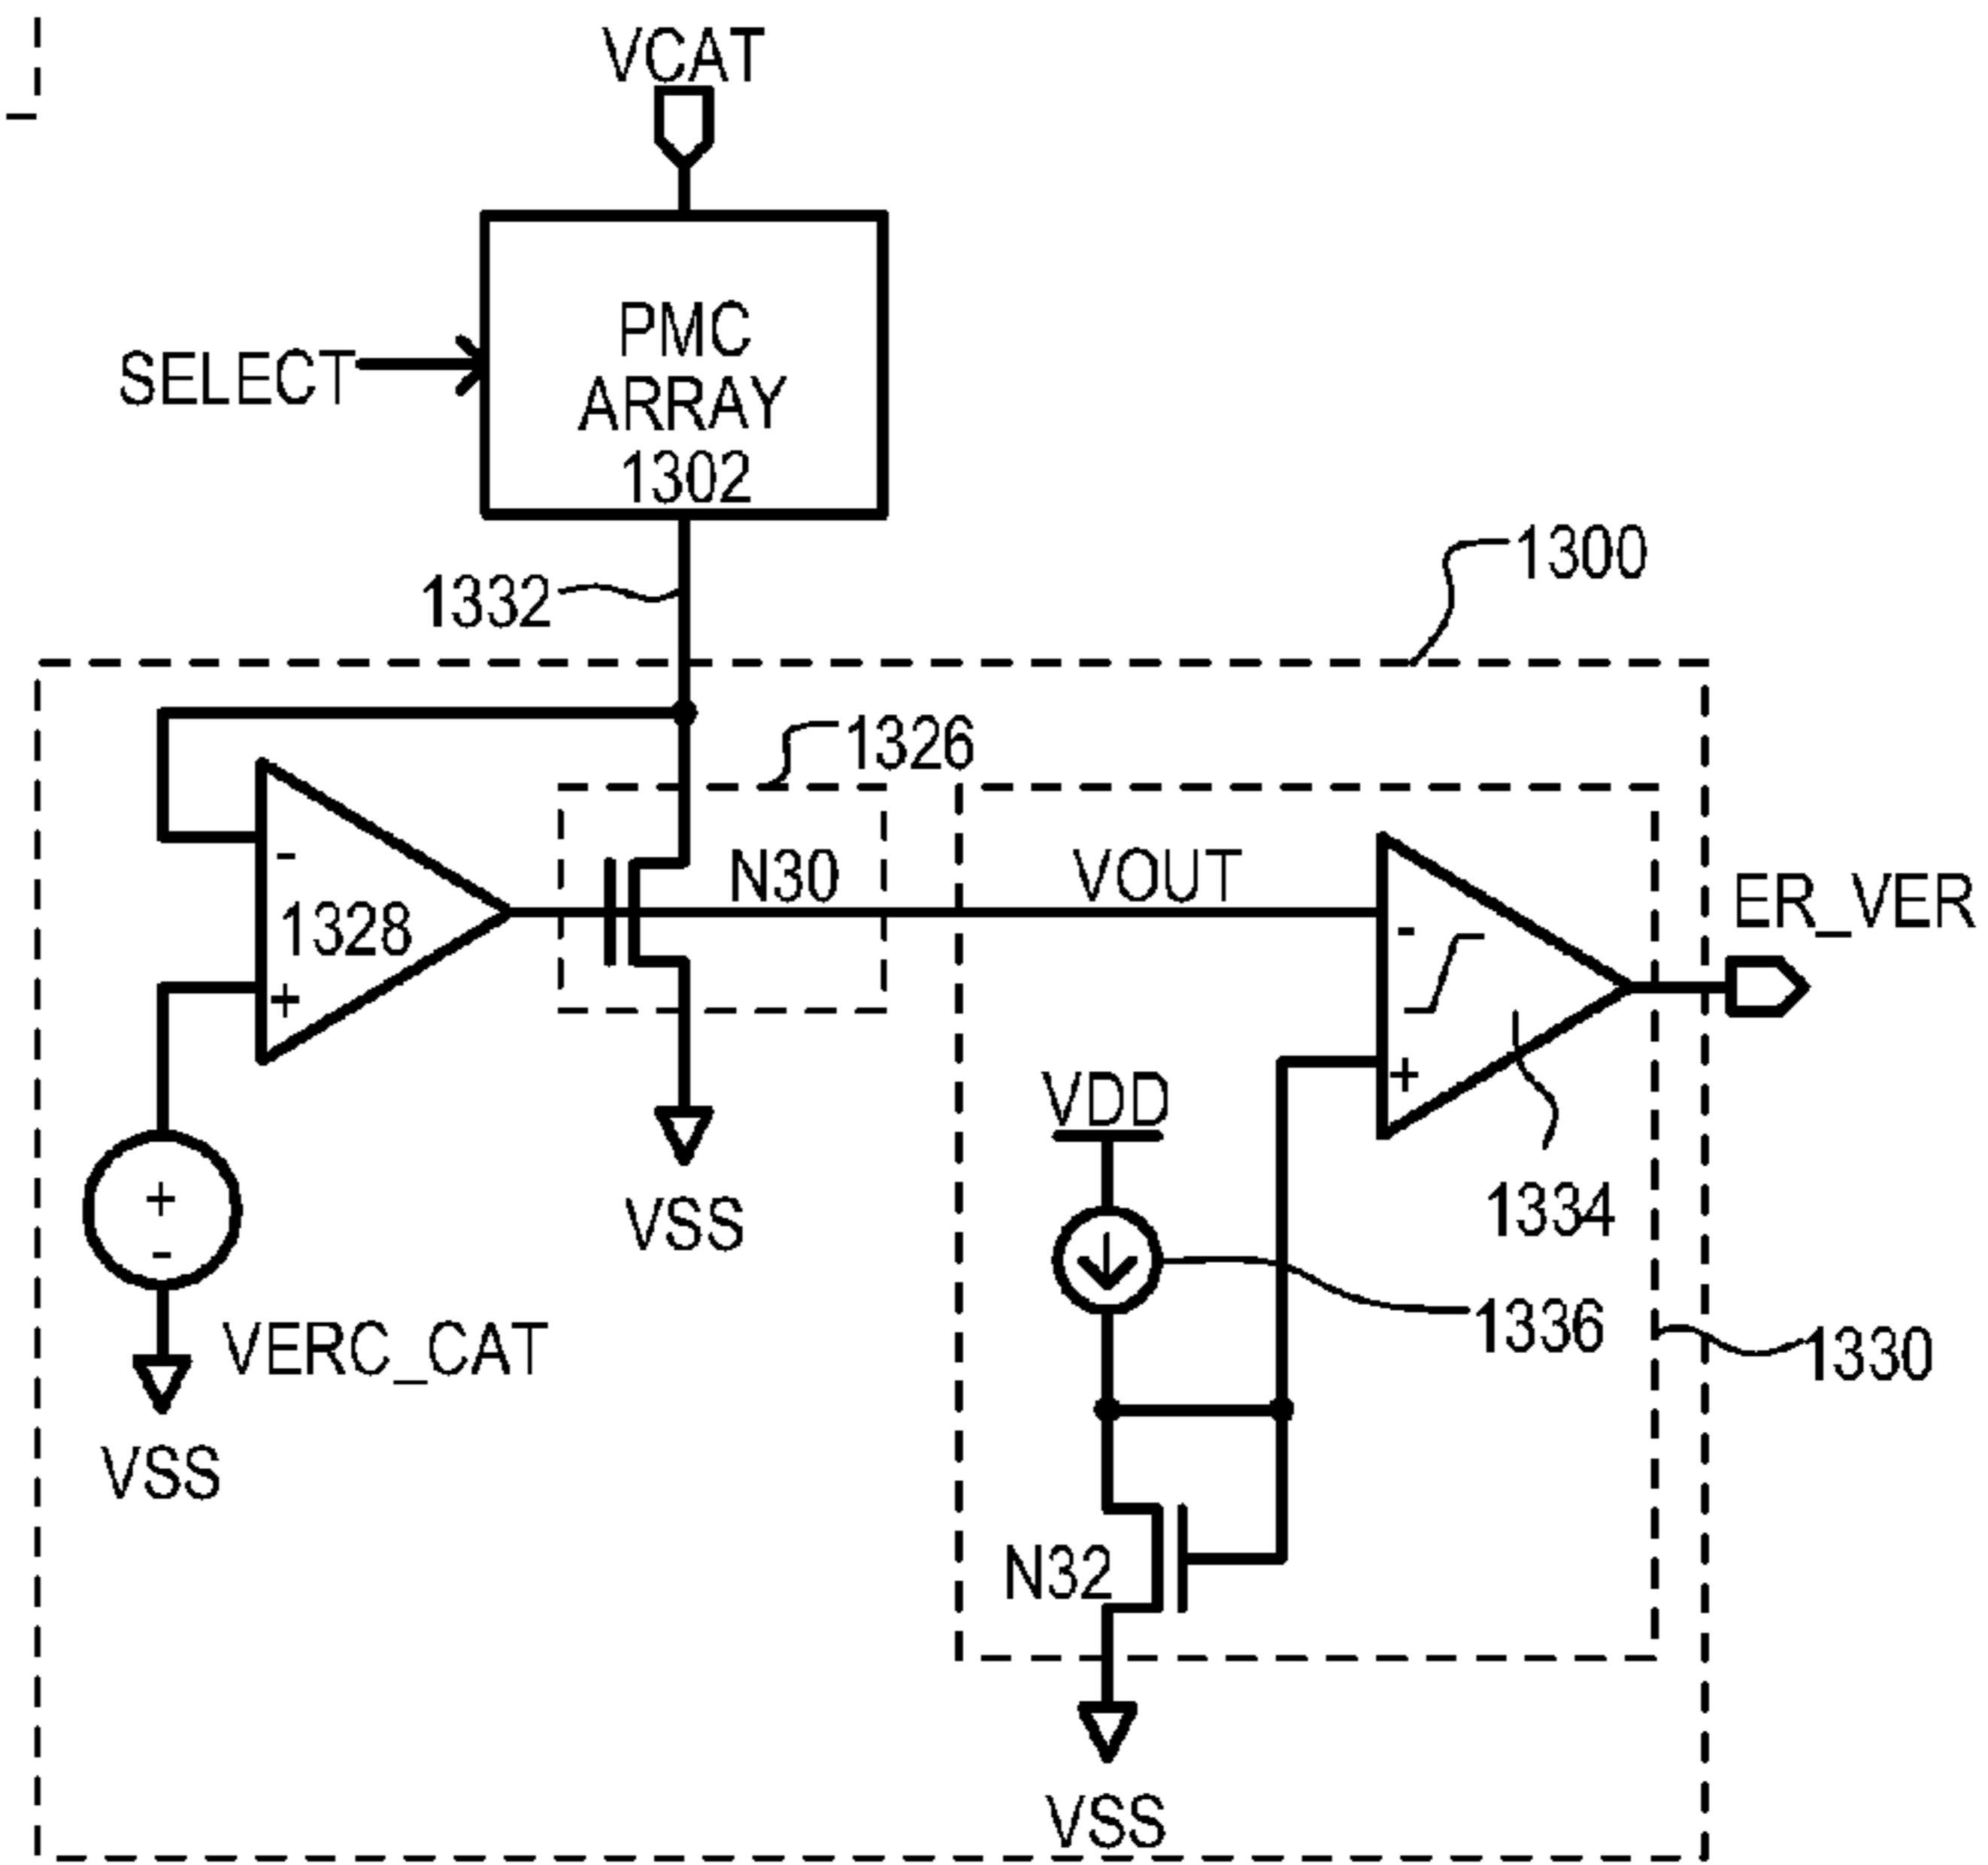 VCAT
SELECT
PMC
ARRAY
1302
1332
1300
1326
-
1328
+
N30
VOUT
-
+
ER_VER
1334
VDD
1336
1330
+
-
VERC_CAT
VSS
VSS
N32
VSS